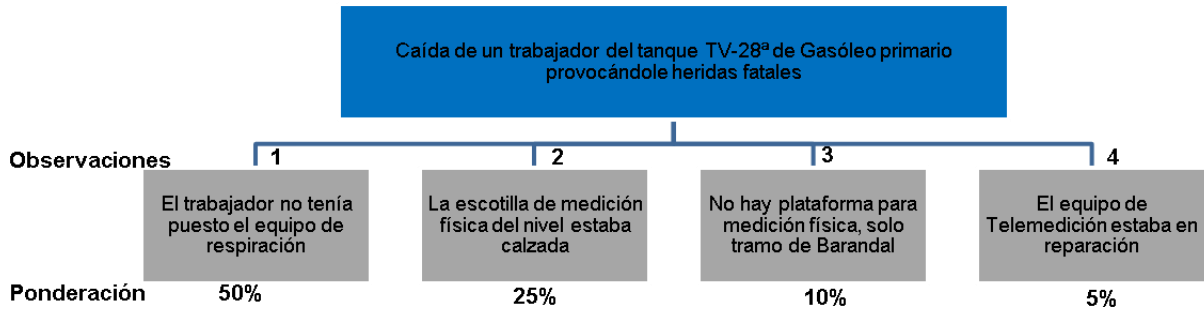 Caída de un trabajador del tanque TV-28ª de Gasóleo primario
provocándole heridas fatales
Observaciones
1
2
3
4
El trabajador no tenía
puesto el equipo de
respiración
La escotilla de medición
física del nivel estaba
calzada
No hay plataforma para
medición física, solo
tramo de Barandal
El equipo de
Telemedición estaba en
reparación
Ponderación
50%
25%
10%
5%